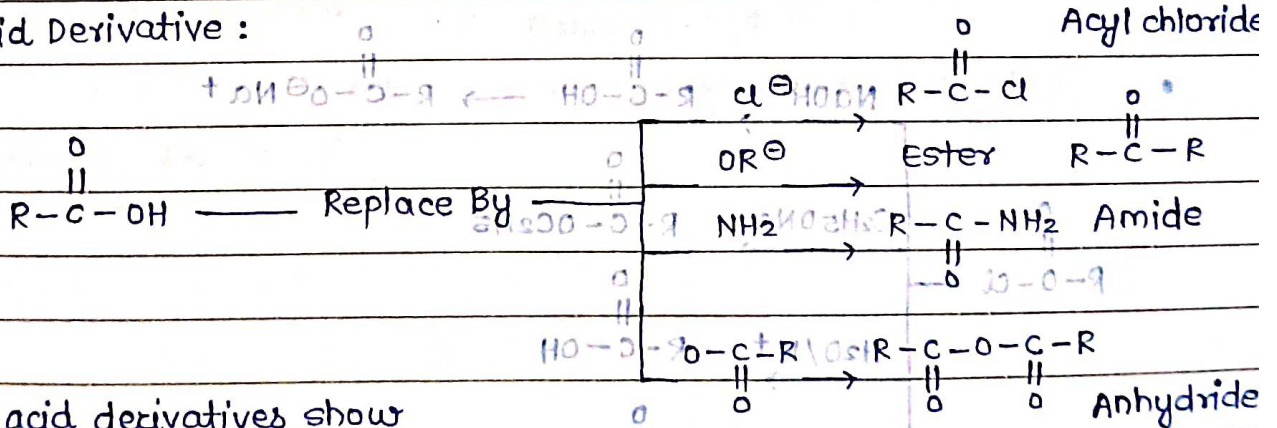 id Derivative :
O Acyl chloride
||
Cl⊖ R-C-Cl
O
||
O
||
OR⊖ Ester R-C-R
R-C-OH —— Replace By ——
NH2 R-C-NH2 Amide
||
O
O-C-R R-C-O-C-R
|| || ||
O O O Anhydride
acid derivatives show